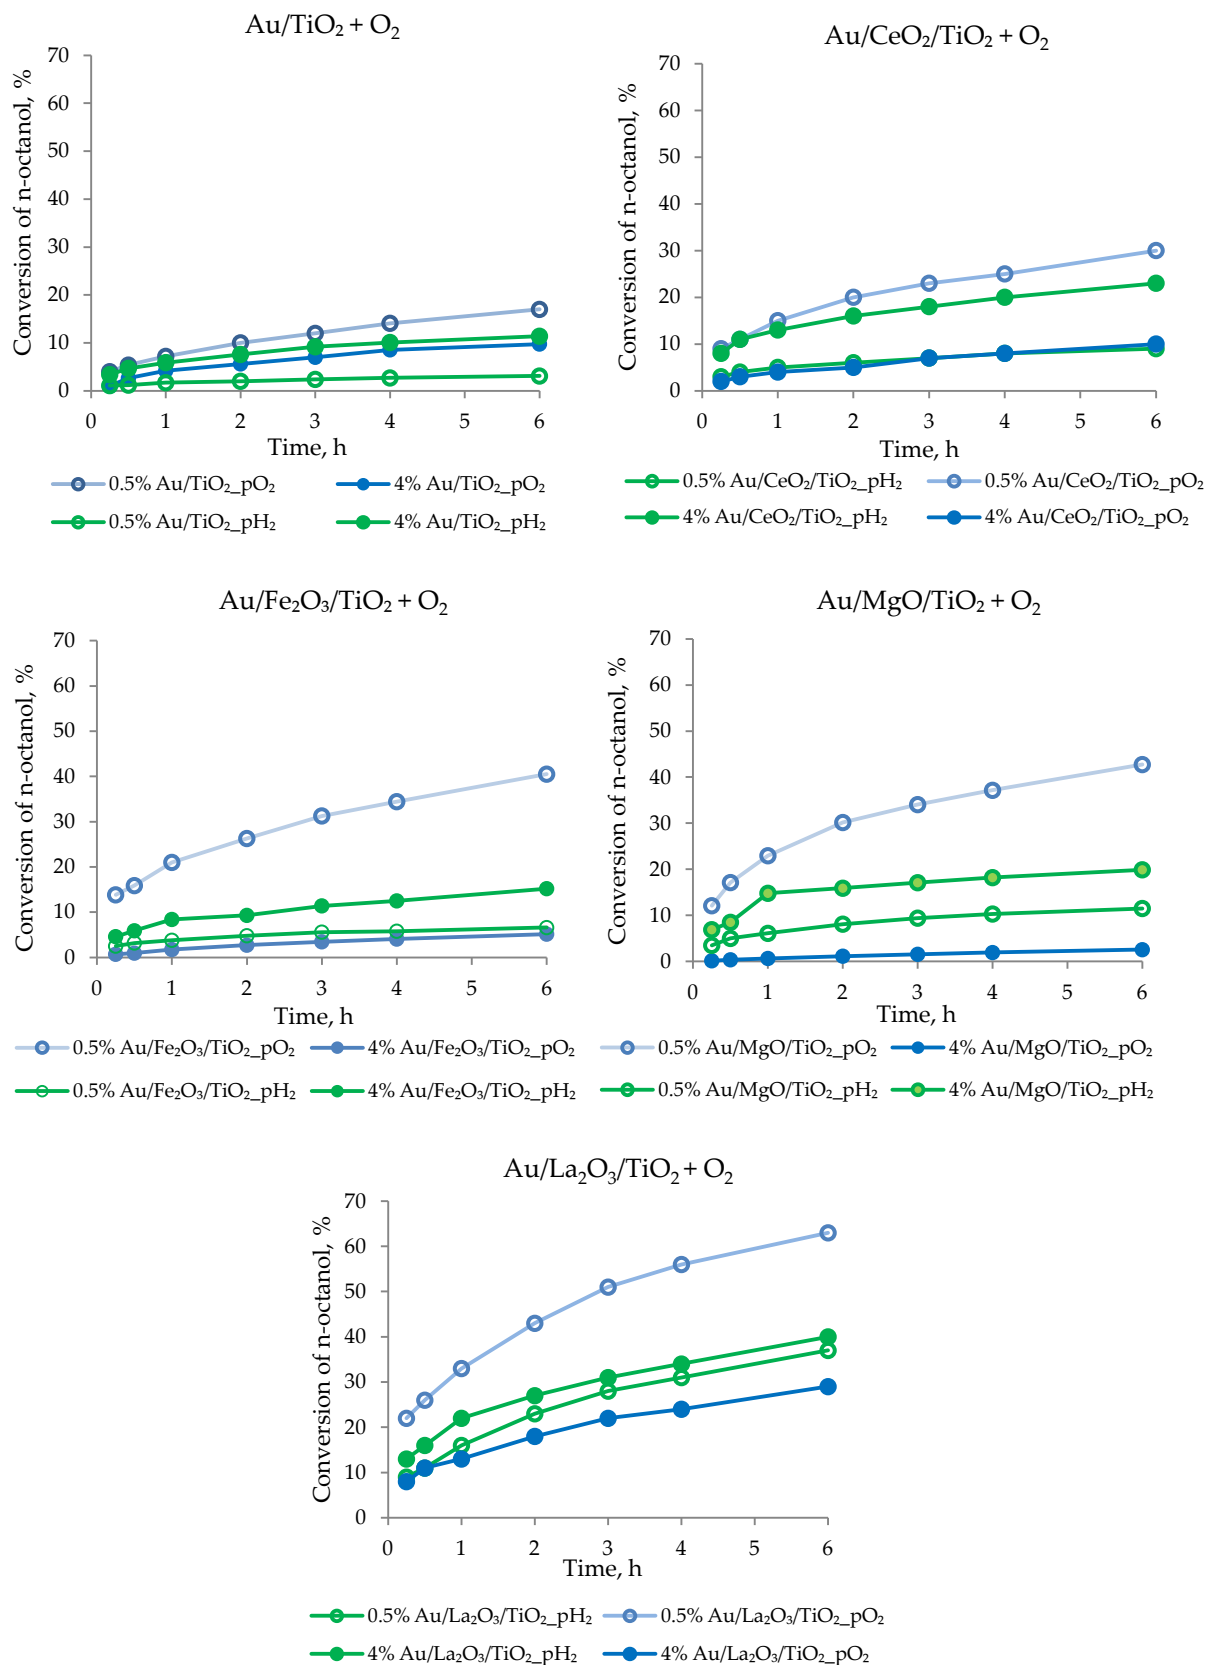 Au/TiO₂ + O₂
Conversion of n-octanol, %
70
60
50
40
30
20
10
0
0 1 2 3 4 5 6
Time, h
0.5% Au/TiO₂_pO₂ 4% Au/TiO₂_pO₂
0.5% Au/TiO₂_pH₂ 4% Au/TiO₂_pH₂
Au/CeO₂/TiO₂ + O₂
Conversion of n-octanol, %
70
60
50
40
30
20
10
0
0 1 2 3 4 5 6
Time, h
0.5% Au/CeO₂/TiO₂_pH₂ 0.5% Au/CeO₂/TiO₂_pO₂
4% Au/CeO₂/TiO₂_pH₂ 4% Au/CeO₂/TiO₂_pO₂
Au/Fe₂O₃/TiO₂ + O₂
Conversion of n-octanol, %
70
60
50
40
30
20
10
0
0 1 2 3 4 5 6
Time, h
0.5% Au/Fe₂O₃/TiO₂_pO₂ 4% Au/Fe₂O₃/TiO₂_pO₂
0.5% Au/Fe₂O₃/TiO₂_pH₂ 4% Au/Fe₂O₃/TiO₂_pH₂
Au/MgO/TiO₂ + O₂
Conversion of n-octanol, %
70
60
50
40
30
20
10
0
0 1 2 3 4 5 6
Time, h
0.5% Au/MgO/TiO₂_pO₂ 4% Au/MgO/TiO₂_pO₂
0.5% Au/MgO/TiO₂_pH₂ 4% Au/MgO/TiO₂_pH₂
Au/La₂O₃/TiO₂ + O₂
Conversion of n-octanol, %
70
60
50
40
30
20
10
0
0 1 2 3 4 5 6
Time, h
0.5% Au/La₂O₃/TiO₂_pH₂ 0.5% Au/La₂O₃/TiO₂_pO₂
4% Au/La₂O₃/TiO₂_pH₂ 4% Au/La₂O₃/TiO₂_pO₂